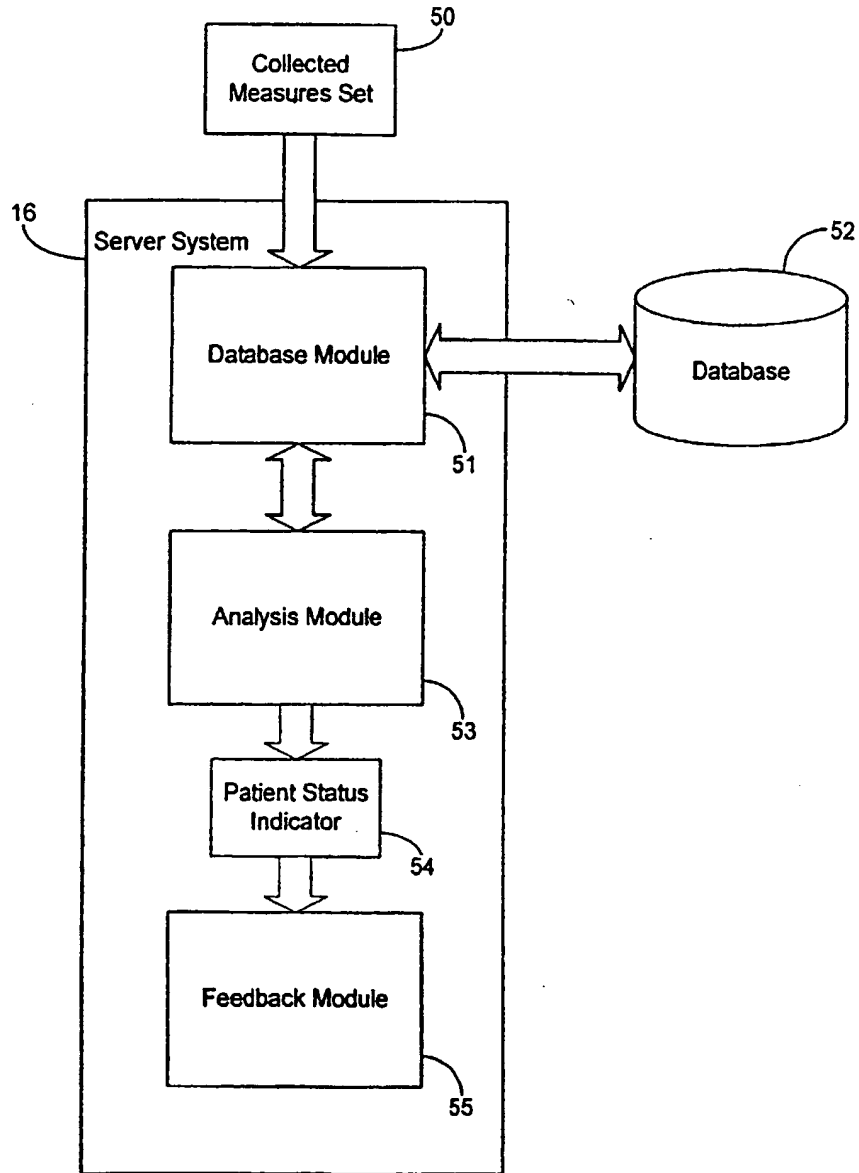 50
Collected
Measures Set
16
Server System
52
Database Module
Database
51
Analysis Module
53
Patient Status
Indicator
54
Feedback Module
55